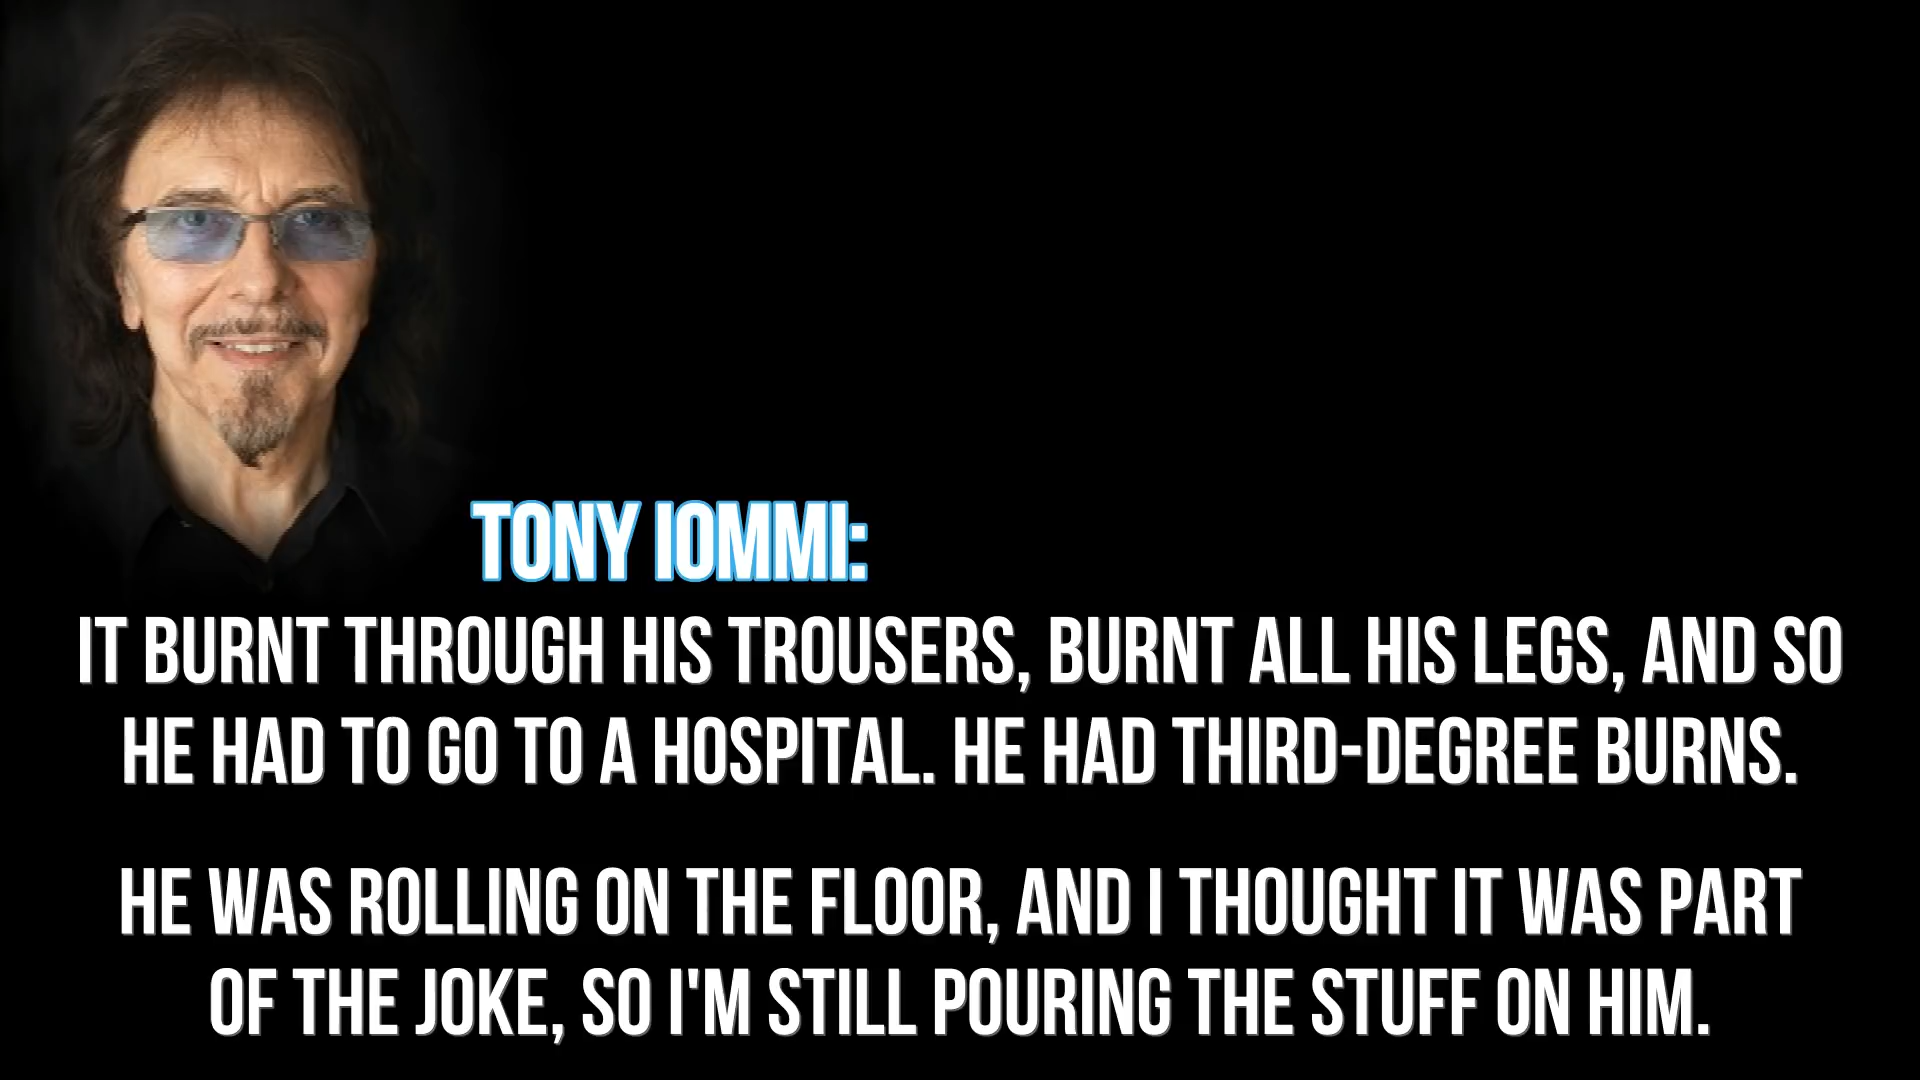 TONY IOMMI:
IT BURNT THROUGH HIS TROUSERS, BURNT ALL HIS LEGS, AND SO
HE HAD TO GO TO A HOSPITAL. HE HAD THIRD-DEGREE BURNS.
HE WAS ROLLING ON THE FLOOR, AND I THOUGHT IT WAS PART
OF THE JOKE, SO I'M STILL POURING THE STUFF ON HIM.